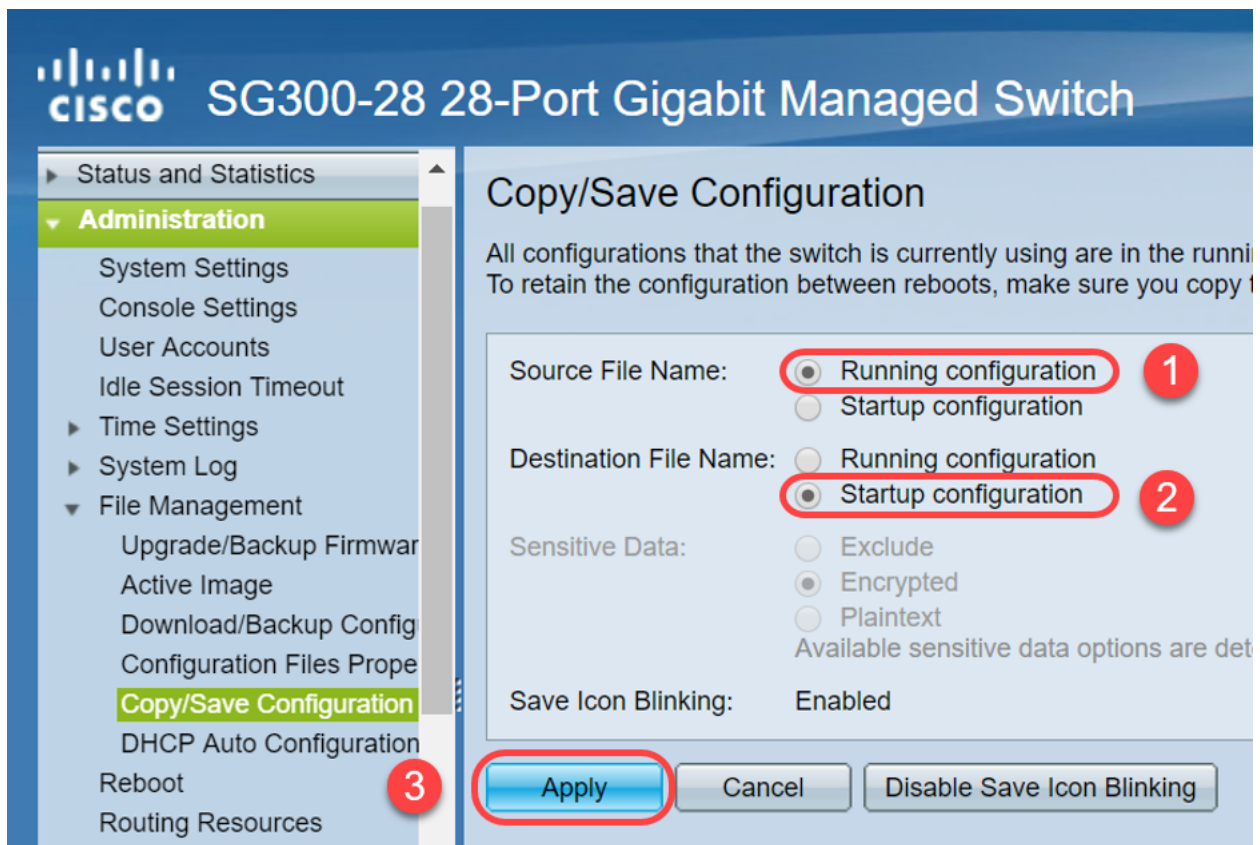 cisco
SG300-28 28-Port Gigabit Managed Switch
Status and Statistics
Administration
System Settings
Console Settings
User Accounts
Idle Session Timeout
Time Settings
System Log
File Management
Upgrade/Backup Firmwar
Active Image
Download/Backup Config
Configuration Files Prope
Copy/Save Configuration
DHCP Auto Configuration
Reboot
Routing Resources
Copy/Save Configuration
All configurations that the switch is currently using are in the runni
To retain the configuration between reboots, make sure you copy t
Source File Name: Running configuration 1
Startup configuration
Destination File Name: Running configuration
Startup configuration 2
Sensitive Data: Exclude
Encrypted
Plaintext
Available sensitive data options are det
Save Icon Blinking: Enabled
3 Apply Cancel Disable Save Icon Blinking